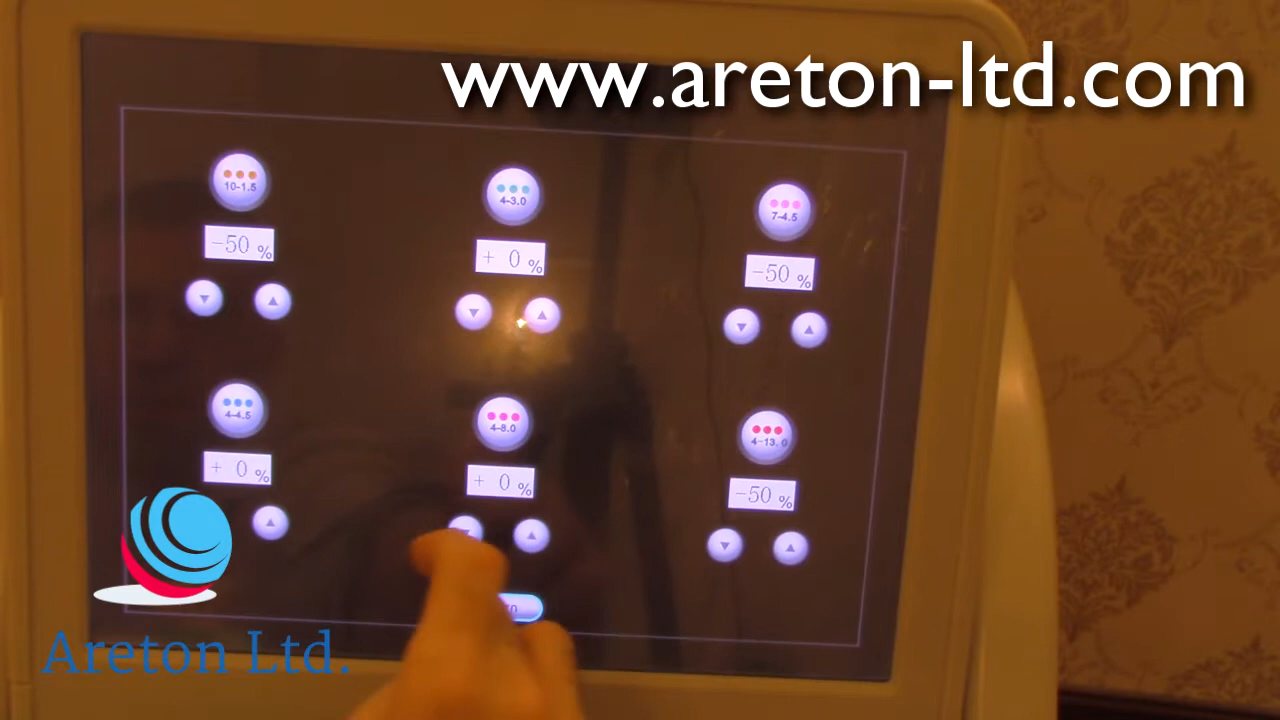 www.areton-ltd.com
10-1.5
4-3.0
7-4.5
-50 %
+ 0 %
-50 %
4-4.5
4-8.0
4-13.0
+ 0 %
+ 0 %
-50 %
Areton Ltd.